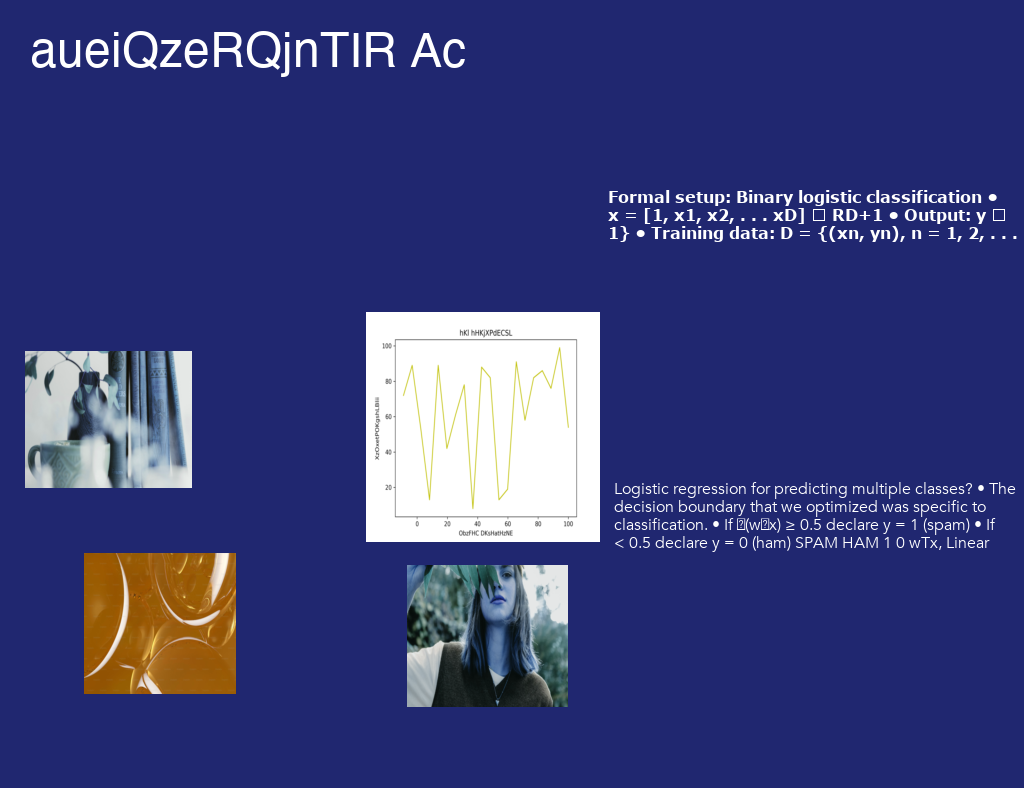 aueiQzeRQjnTIR Ac
Formal setup: Binary logistic classification •
x = [1, x1, x2, . . . xD] □ RD+1 • Output: y □
1} • Training data: D = {(xn, yn), n = 1, 2, . . .
hKl hHKjXPdECSL
100
80
60
40
20
0 20 40 60 80 100
ObzFHC DKsHatHzNE
Logistic regression for predicting multiple classes? • The
decision boundary that we optimized was specific to
classification. • If □(w□x) ≥ 0.5 declare y = 1 (spam) • If
< 0.5 declare y = 0 (ham) SPAM HAM 1 0 wTx, Linear